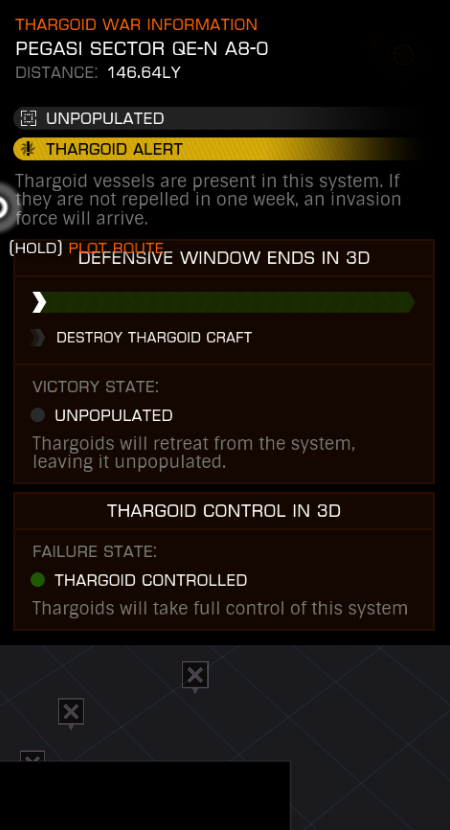 THARGOID WAR INFORMATION
PEGASI SECTOR QE-N A8-0
DISTANCE: 146.64LY
UNPOPULATED
THARGOID ALERT
Thargoid vessels are present in this system. If
they are not repelled in one week, an invasion
force will arrive.
(HOLD) PLOT ROUTE
DEFENSIVE WINDOW ENDS IN 3D
DESTROY THARGOID CRAFT
VICTORY STATE:
UNPOPULATED
Thargoids will retreat from the system,
leaving it unpopulated.
THARGOID CONTROL IN 3D
FAILURE STATE:
THARGOID CONTROLLED
Thargoids will take full control of this system